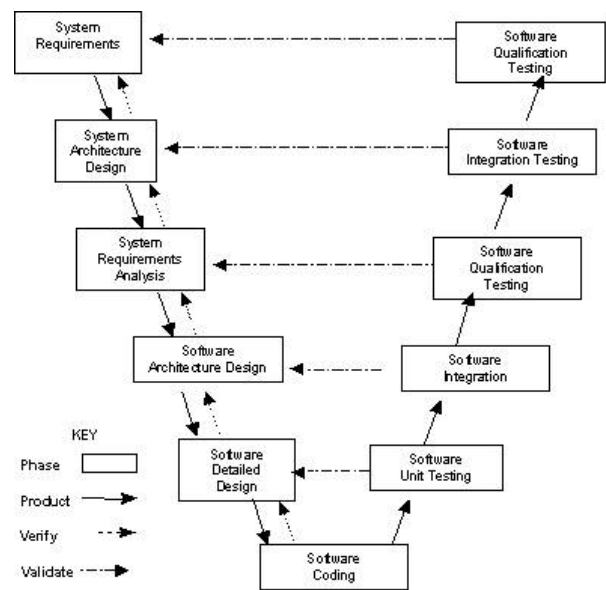 System
Requirements
Software
Qualification
Testing
System
Architecture
Design
Software
Integration Testing
System
Requirements
Analysis
Software
Qualification
Testing
Software
Architecture Design
Software
Integration
KEY
Phase
Product
Verify
Validate
Software
Detailed
Design
Software
Unit Testing
Software
Coding